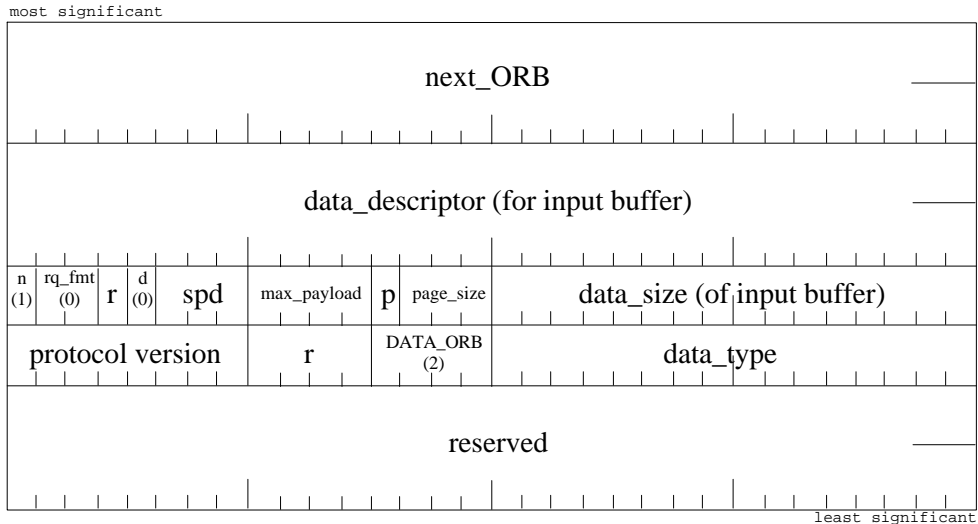 most significant
next_ORB
data_descriptor (for input buffer)
n (1) rq_fmt (0) r d (0) spd max_payload p page_size data_size (of input buffer)
protocol version r DATA_ORB (2) data_type
reserved
least significant